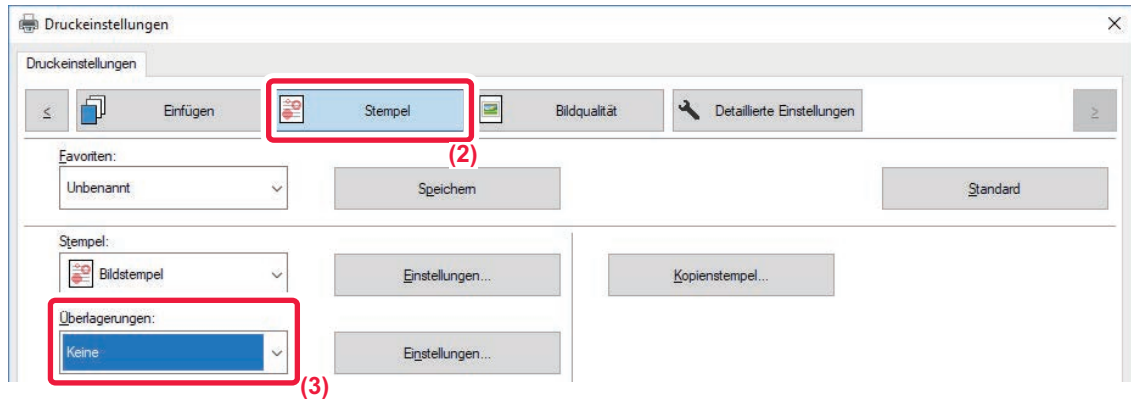 Druckeinstellungen
Druckeinstellungen
≤ Einfügen Stempel Bildqualität Detaillierte Einstellungen ≥
(2)
Favoriten:
Unbenannt Speichern Standard
Stempel:
Bildstempel Einstellungen... Kopienstempel...
Überlagerungen:
Keine Einstellungen...
(3)